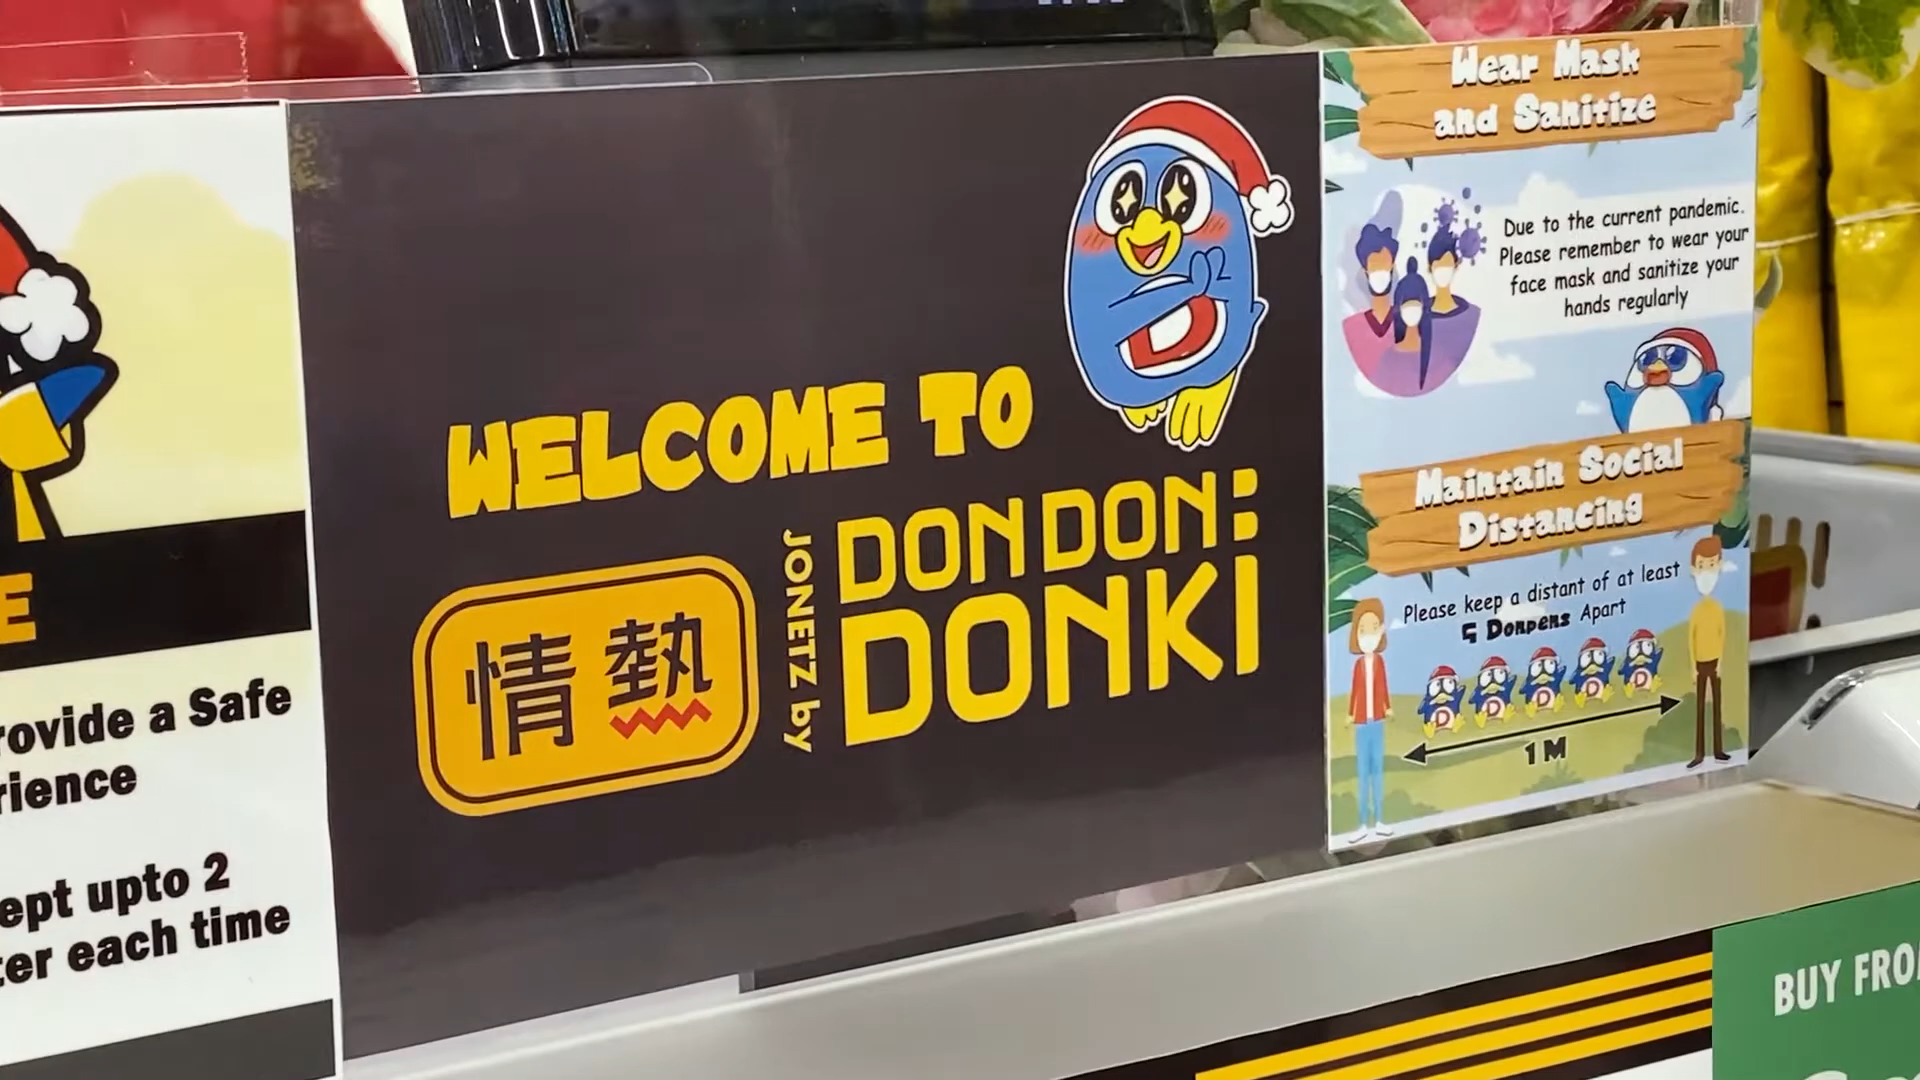 E
rovide a Safe
rience
ept upto 2
ter each time
WELCOME TO
情熱
JONETZ by
DON DON:
DONKI
D
Wear Mask
and Sanitize
Due to the current pandemic.
Please remember to wear your
face mask and sanitize your
hands regularly
Maintain Social
Distancing
Please keep a distant of at least
5 Donpens Apart
D D D D D
1M
BUY FRO